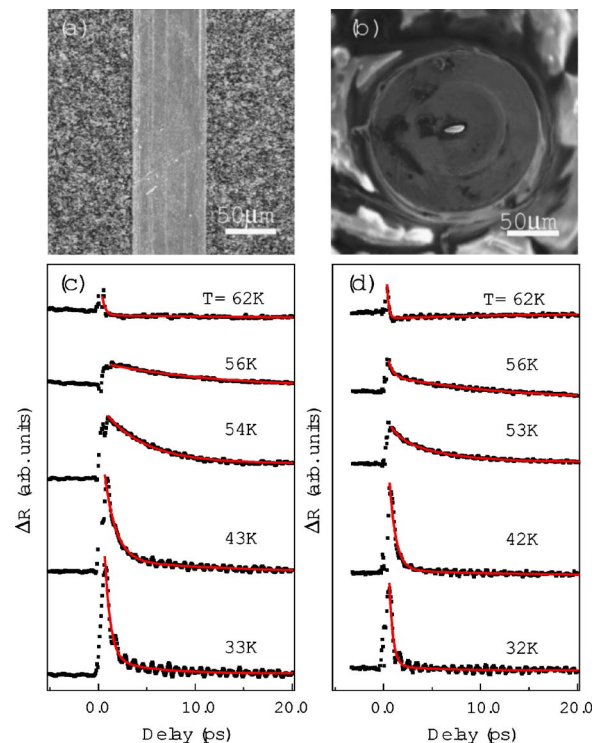 (a)
50μm
(b)
50μm
(c)
T= 62K
56K
54K
43K
33K
ΔR (arb. units)
0.0
10.0
20.0
Delay (ps)
(d)
T= 62K
56K
53K
42K
32K
ΔR (arb. units)
0.0
10.0
20.0
Delay (ps)